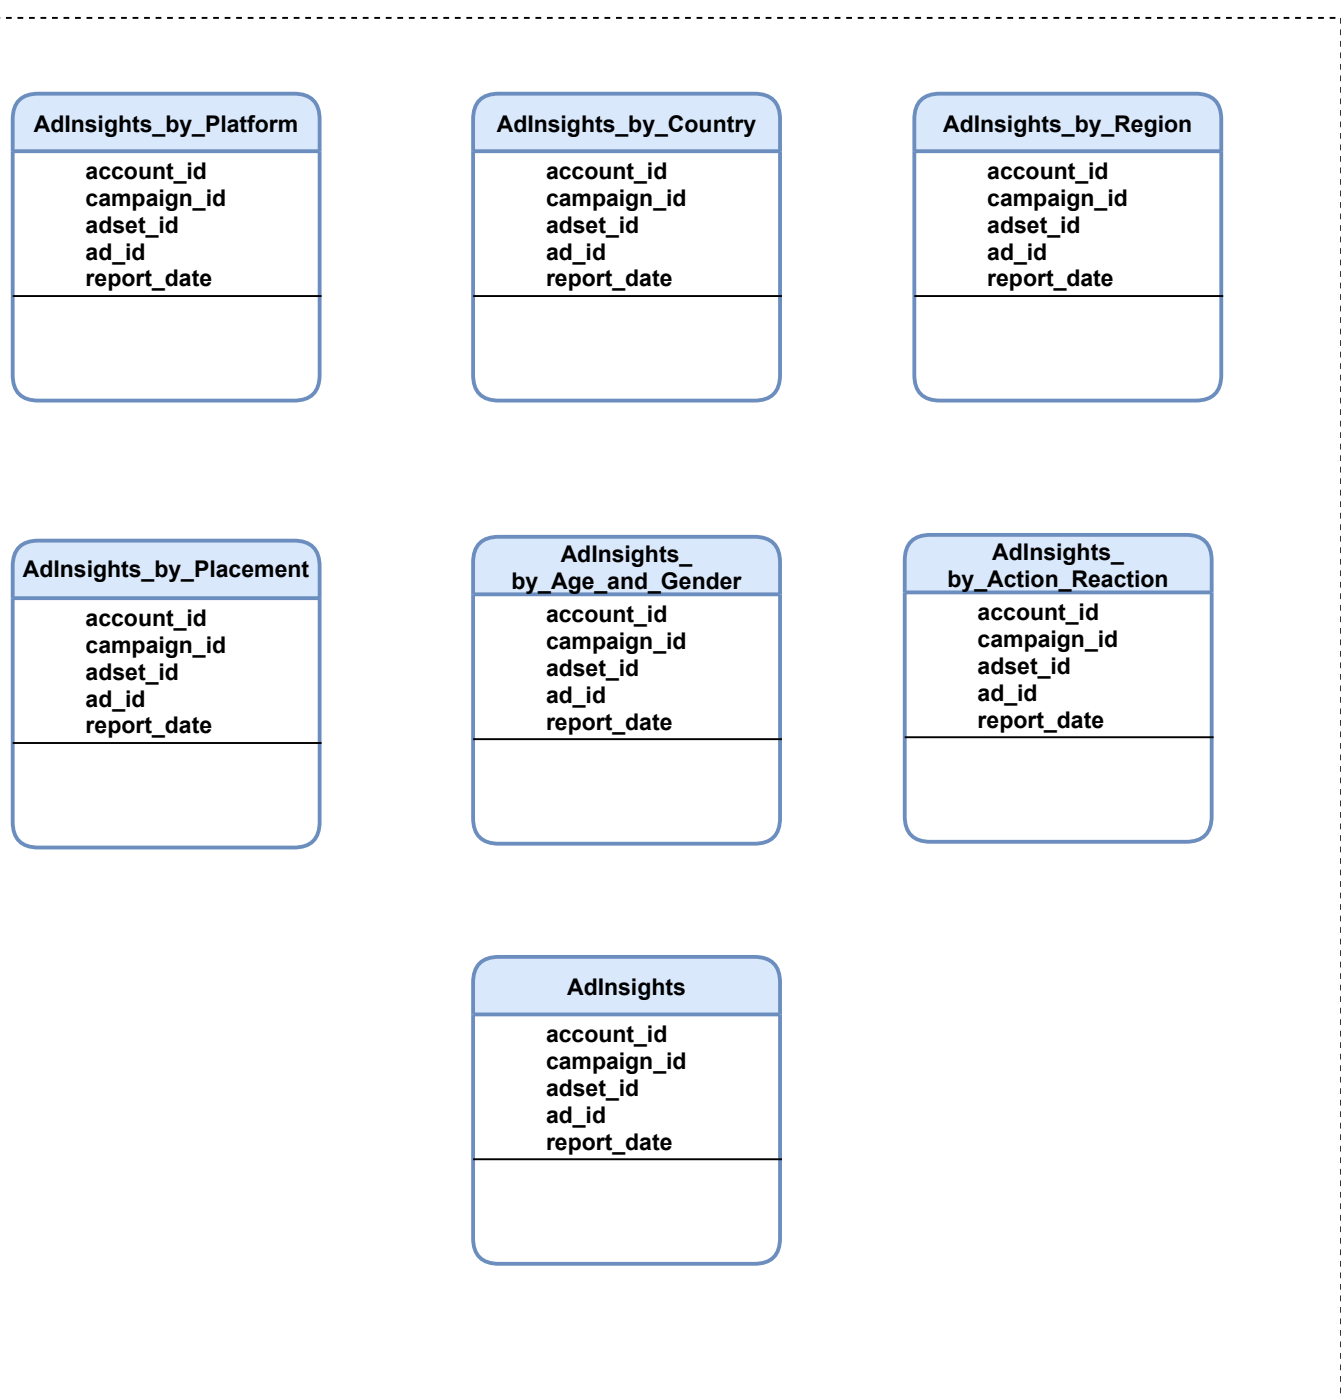 AdInsights_by_Platform
account_id
campaign_id
adset_id
ad_id
report_date
AdInsights_by_Country
account_id
campaign_id
adset_id
ad_id
report_date
AdInsights_by_Region
account_id
campaign_id
adset_id
ad_id
report_date
AdInsights_by_Placement
account_id
campaign_id
adset_id
ad_id
report_date
AdInsights_
by_Age_and_Gender
account_id
campaign_id
adset_id
ad_id
report_date
AdInsights_
by_Action_Reaction
account_id
campaign_id
adset_id
ad_id
report_date
AdInsights
account_id
campaign_id
adset_id
ad_id
report_date